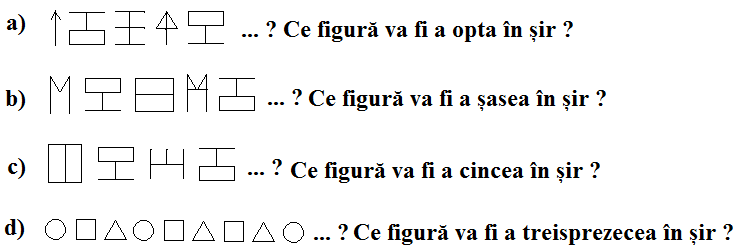 a) ... ? Ce figură va fi a opta în șir ?
b) ... ? Ce figură va fi a șasea în șir ?
c) ... ? Ce figură va fi a cincea în șir ?
d) ... ? Ce figură va fi a treisprezecea în șir ?